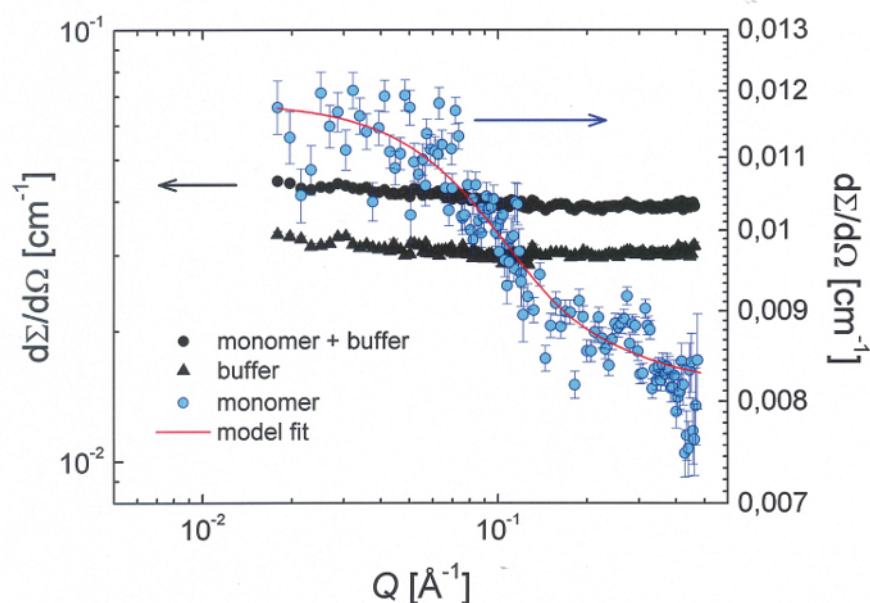 10⁻¹
0,013
0,012
0,011
0,01
0,009
0,008
0,007
10⁻²
dΣ/dΩ [cm⁻¹]
dΣ/dΩ [cm⁻¹]
monomer + buffer
buffer
monomer
model fit
10⁻²
10⁻¹
Q [Å⁻¹]